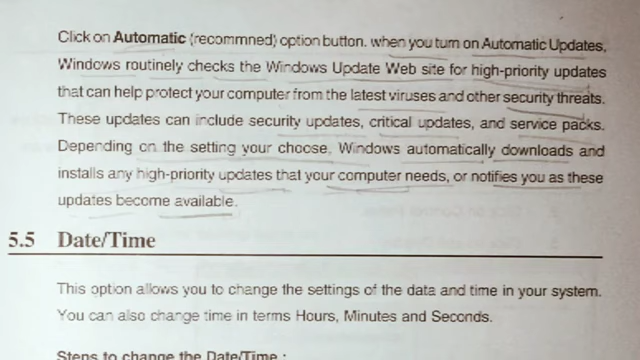 Click on Automatic (recommned) option button. when you turn on Automatic Updates,
Windows routinely checks the Windows Update Web site for high-priority updates
that can help protect your computer from the latest viruses and other security threats.
These updates can include security updates, critical updates, and service packs.
Depending on the setting your choose, Windows automatically downloads and
installs any high-priority updates that your computer needs, or notifies you as these
updates become available.
5.5 Date/Time
This option allows you to change the settings of the data and time in your system.
You can also change time in terms Hours, Minutes and Seconds.
Steps to change the Date/Time :